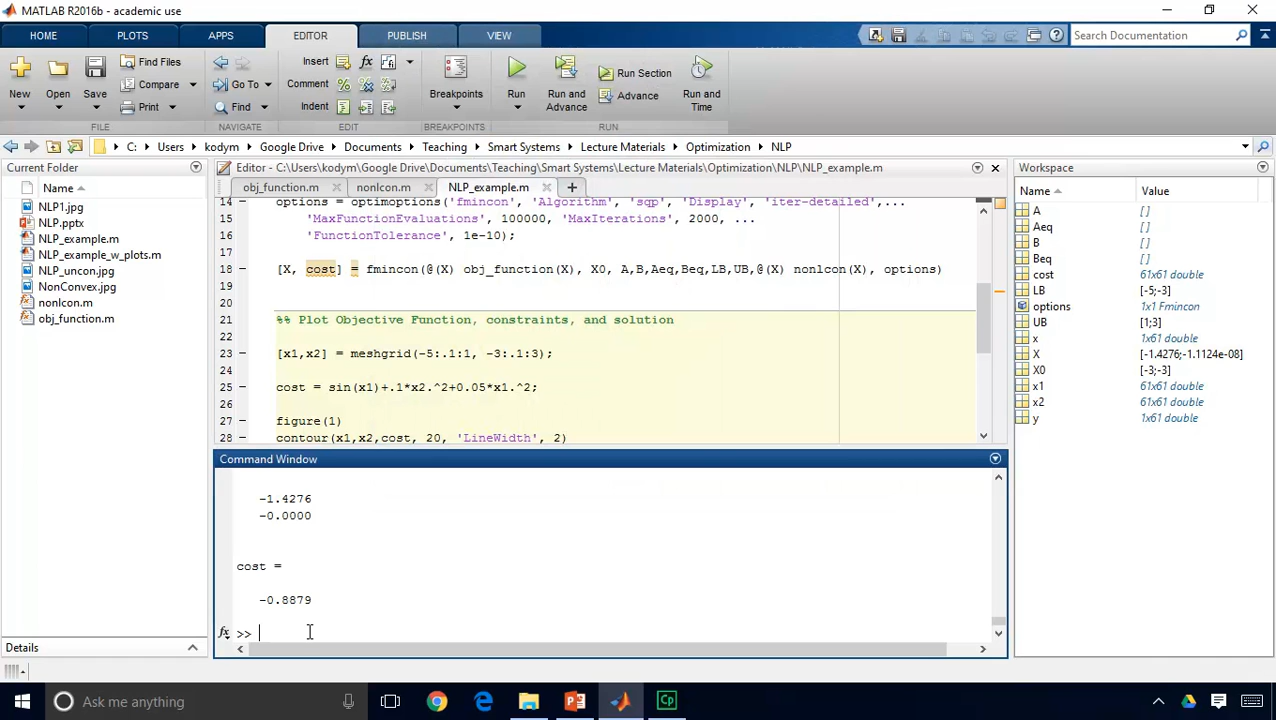 MATLAB R2016b - academic use
HOME PLOTS APPS EDITOR PUBLISH VIEW Search Documentation
New Open Save Find Files Compare Print
Go To Find
Insert fx Comment Indent
Breakpoints
Run Run and Advance Run Section Advance Run and Time
FILE NAVIGATE EDIT BREAKPOINTS RUN
C: Users kodym Google Drive Documents Teaching Smart Systems Lecture Materials Optimization NLP
Current Folder
Name
NLP1.jpg
NLP.pptx
NLP_example.m
NLP_example_w_plots.m
NLP_uncon.jpg
NonConvex.jpg
nonlcon.m
obj_function.m
Details
Editor - C:\Users\kodym\Google Drive\Documents\Teaching\Smart Systems\Lecture Materials\Optimization\NLP\NLP_example.m
obj_function.m nonlcon.m NLP_example.m
14 options = optimoptions('fmincon', 'Algorithm', 'sqp', 'Display', 'iter-detailed',...
15 'MaxFunctionEvaluations', 100000, 'MaxIterations', 2000, ...
16 'FunctionTolerance', 1e-10);
17
18 [X, cost] = fmincon(@(X) obj_function(X), X0, A,B,Aeq,Beq,LB,UB,@(X) nonlcon(X), options)
19
20
21 %% Plot Objective Function, constraints, and solution
22
23 [x1,x2] = meshgrid(-5:.1:1, -3:.1:3);
24
25 cost = sin(x1)+.1*x2.^2+0.05*x1.^2;
26
27 figure(1)
28 contour(x1,x2,cost, 20, 'LineWidth', 2)
Command Window
-1.4276
-0.0000
cost =
-0.8879
fx >>
Workspace
Name Value
A [ ]
Aeq [ ]
B [ ]
Beq [ ]
cost 61x61 double
LB [-5;-3]
options 1x1 Fmincon
UB [1;3]
x 1x61 double
X [-1.4276;-1.1124e-08]
X0 [-3;-3]
x1 61x61 double
x2 61x61 double
y 1x61 double
Ask me anything
Cp